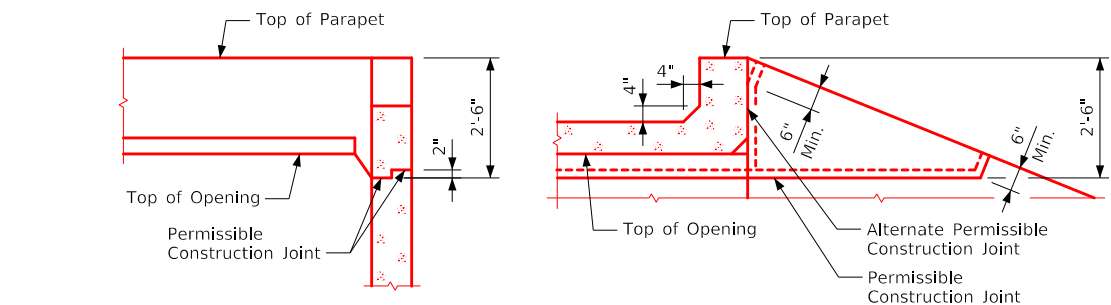 Top of Parapet
2'-6"
2"
Top of Opening
Permissible
Construction Joint
Top of Parapet
4"
4"
6"
Min.
6"
Min.
2'-6"
Top of Opening
Alternate Permissible
Construction Joint
Permissible
Construction Joint